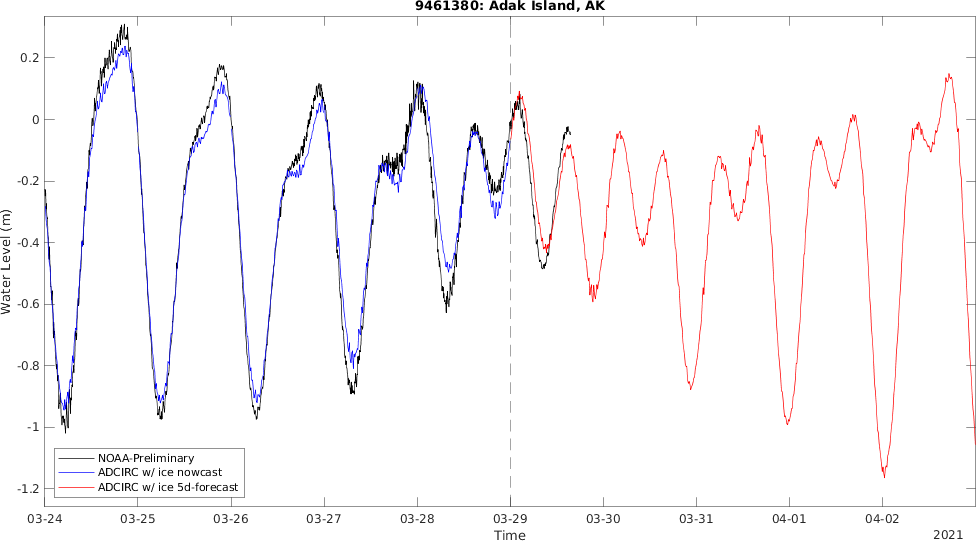 9461380: Adak Island, AK
0.2
0
-0.2
-0.4
-0.6
-0.8
-1
-1.2
Water Level (m)
NOAA-Preliminary
ADCIRC w/ ice nowcast
ADCIRC w/ ice 5d-forecast
03-24 03-25 03-26 03-27 03-28 03-29 03-30 03-31 04-01 04-02
Time
2021